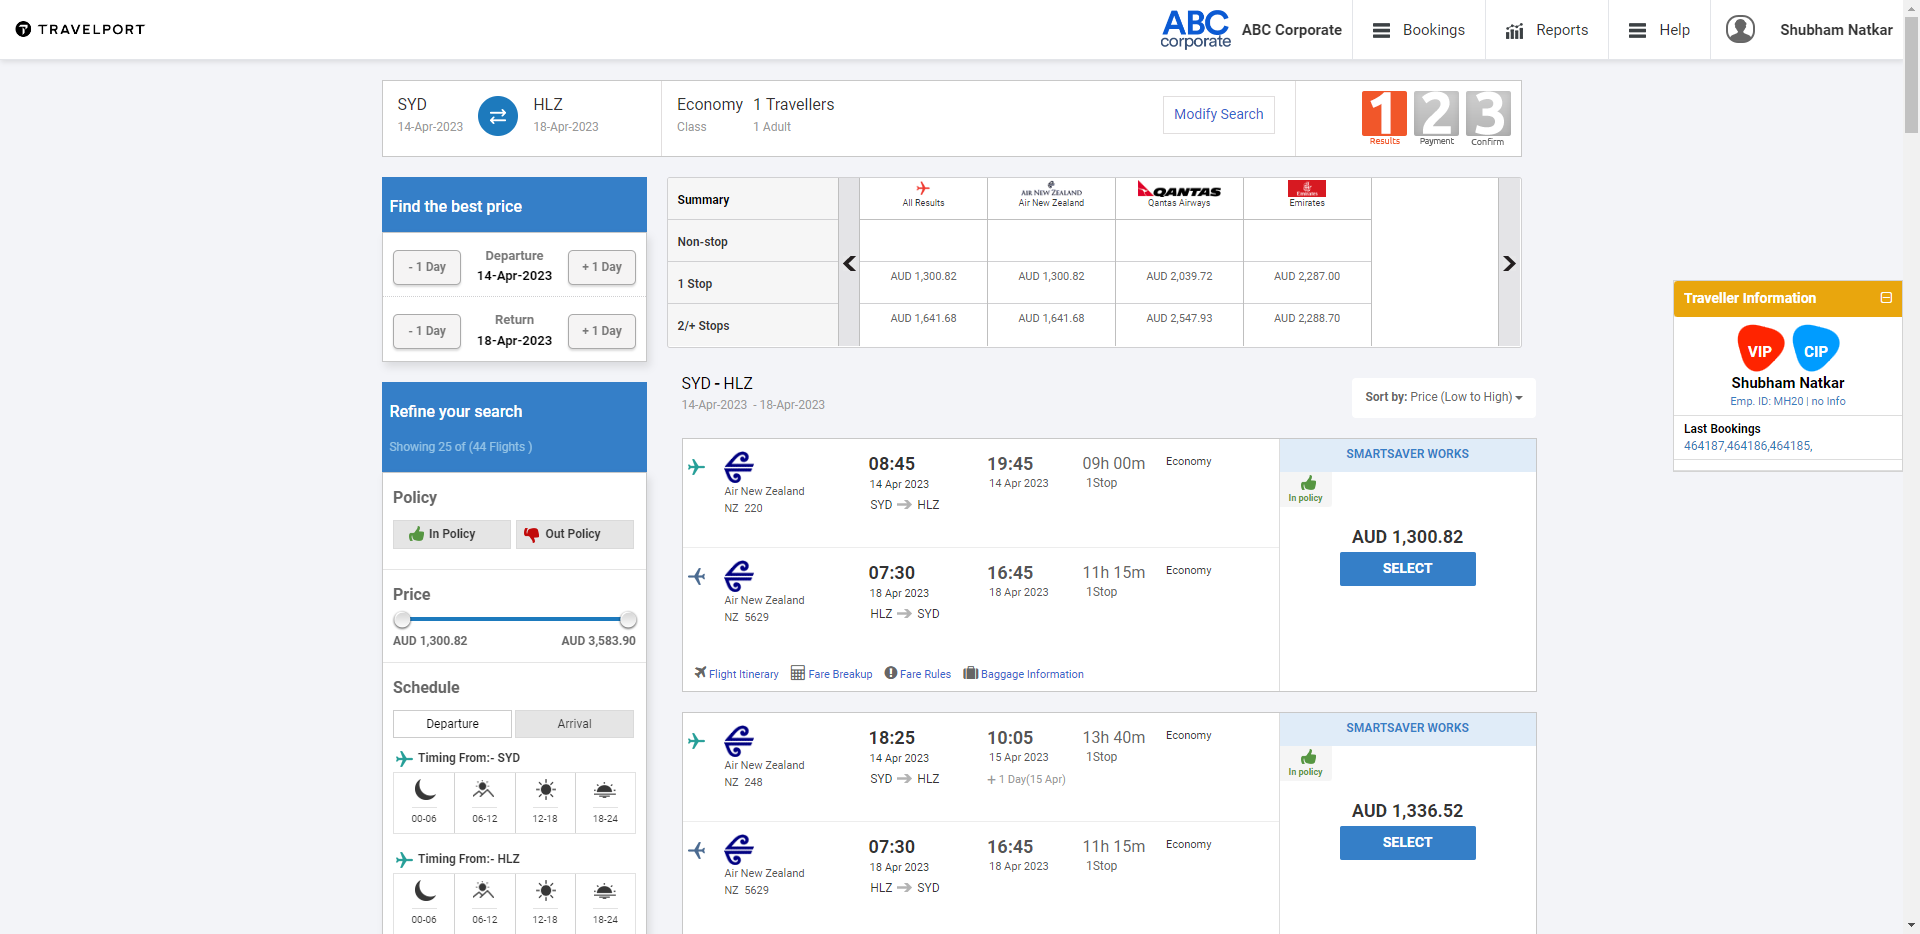 TRAVELPORT
ABC
corporate
ABC Corporate
Bookings
Reports
Help
Shubham Natkar
SYD
14-Apr-2023
HLZ
18-Apr-2023
Economy
Class
1 Travellers
1 Adult
Modify Search
1 2 3
Results Payment Confirm
Find the best price
- 1 Day
Departure
14-Apr-2023
+ 1 Day
- 1 Day
Return
18-Apr-2023
+ 1 Day
Summary
All Results
AIR NEW ZEALAND
Air New Zealand
QANTAS
Qantas Airways
Emirates
Emirates
Non-stop
1 Stop
AUD 1,300.82 AUD 1,300.82 AUD 2,039.72 AUD 2,287.00
2/+ Stops
AUD 1,641.68 AUD 1,641.68 AUD 2,547.93 AUD 2,288.70
Traveller Information
VIP CIP
Shubham Natkar
Emp. ID: MH20 | no Info
Last Bookings
464187,464186,464185,
Refine your search
Showing 25 of (44 Flights )
Policy
In Policy
Out Policy
Price
AUD 1,300.82 AUD 3,583.90
Schedule
Departure
Arrival
Timing From:- SYD
00-06 06-12 12-18 18-24
Timing From:- HLZ
00-06 06-12 12-18 18-24
SYD - HLZ
14-Apr-2023 - 18-Apr-2023
Sort by: Price (Low to High)
Air New Zealand
NZ 220
08:45
14 Apr 2023
SYD HLZ
19:45
14 Apr 2023
09h 00m
1Stop
Economy
Air New Zealand
NZ 5629
07:30
18 Apr 2023
HLZ SYD
16:45
18 Apr 2023
11h 15m
1Stop
Economy
Flight Itinerary Fare Breakup Fare Rules Baggage Information
SMARTSAVER WORKS
In policy
AUD 1,300.82
SELECT
Air New Zealand
NZ 248
18:25
14 Apr 2023
SYD HLZ
10:05
15 Apr 2023
+ 1 Day(15 Apr)
13h 40m
1Stop
Economy
Air New Zealand
NZ 5629
07:30
18 Apr 2023
HLZ SYD
16:45
18 Apr 2023
11h 15m
1Stop
Economy
SMARTSAVER WORKS
In policy
AUD 1,336.52
SELECT